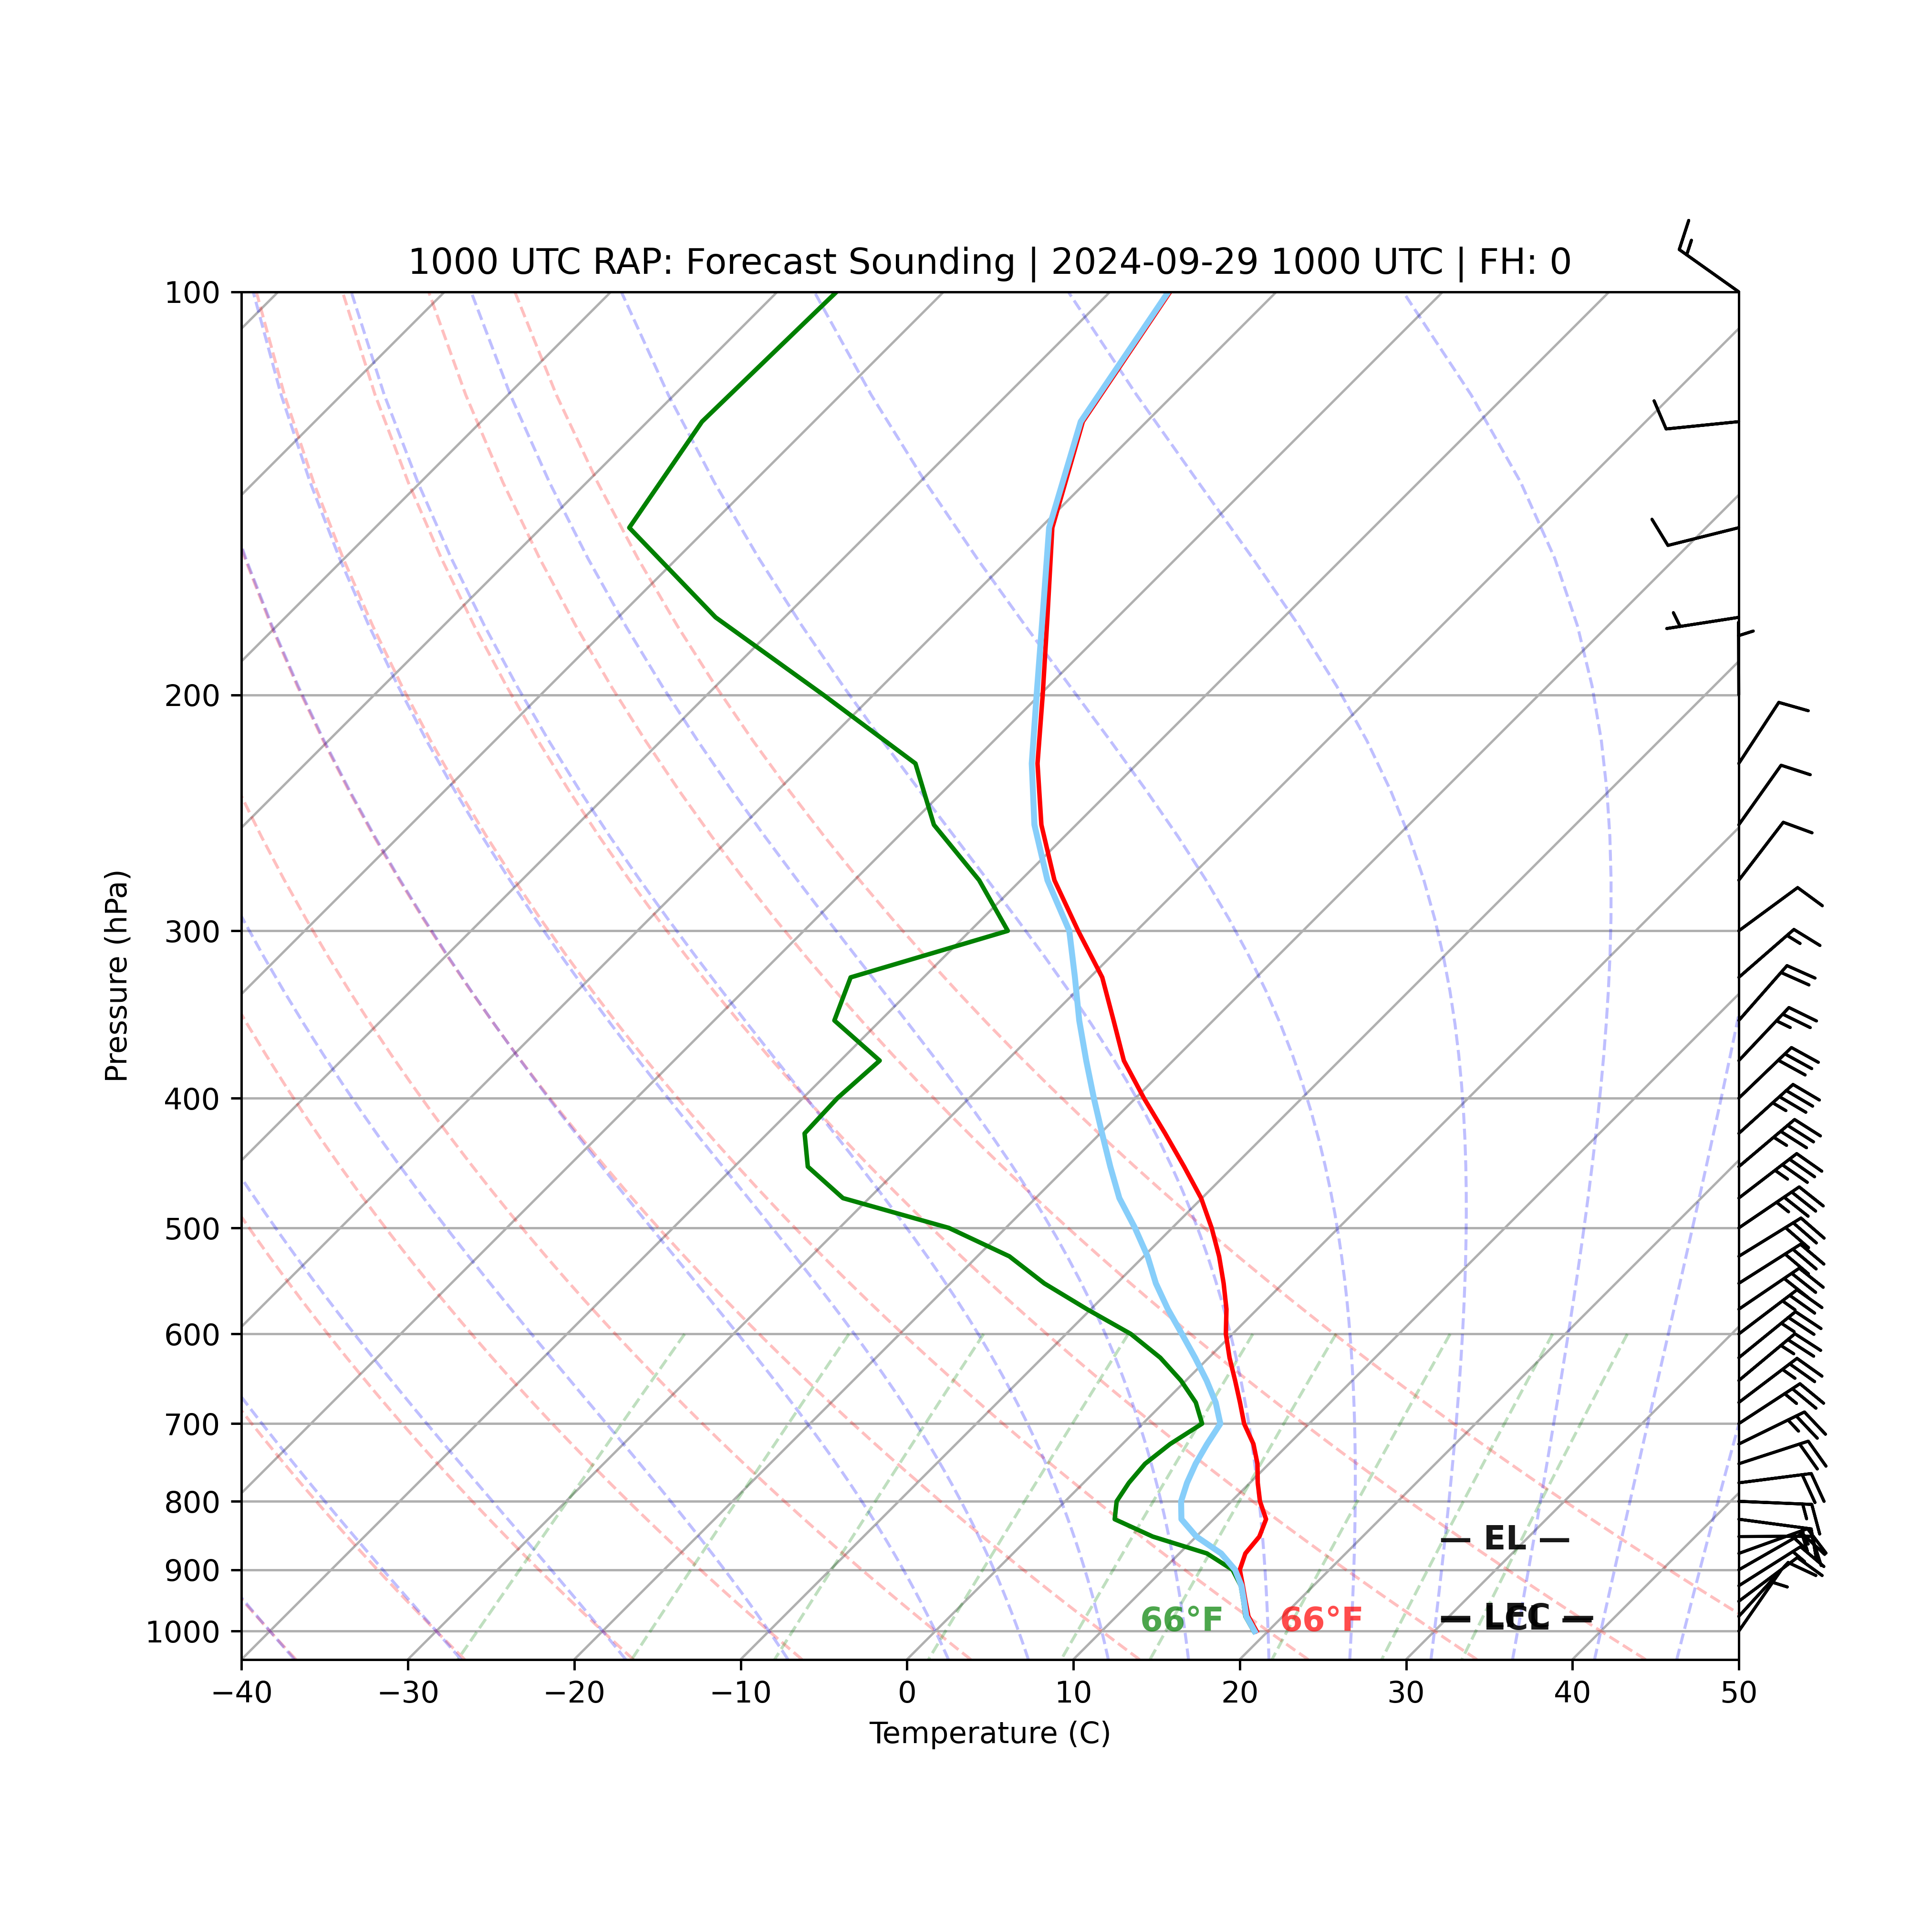 1000 UTC RAP: Forecast Sounding | 2024-09-29 1000 UTC | FH: 0
100
200
300
400
500
600
700
800
900
1000
Pressure (hPa)
— EL —
66°F 66°F
−40 −30 −20 −10 0 10 20 30 40 50
Temperature (C)